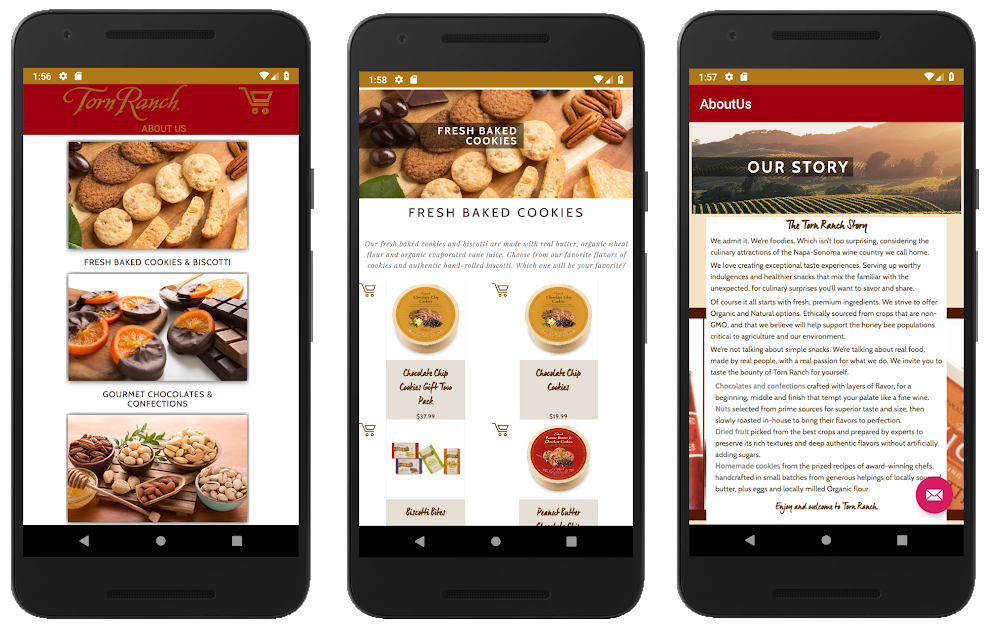 1:56
Torn Ranch.
ABOUT US
FRESH BAKED COOKIES & BISCOTTI
GOURMET CHOCOLATES &
CONFECTIONS
1:58
FRESH BAKED
COOKIES
FRESH BAKED COOKIES
Our fresh baked cookies and biscotti are made with real butter, organic wheat
flour and organic evaporated cane juice. Choose from our favorite flavors of
cookies and authentic hand-rolled biscotti. Which one will be your favorite?
Chocolate Chip
Cookies
Chocolate Chip
Cookies
Chocolate Chip
Cookies Gift Two
Pack
$37.99
Chocolate Chip
Cookies
$19.99
Peanut Butter &
Chocolate Cookies
Biscotti Bites
Peanut Butter
Chocolate Chip
1:57
AboutUs
OUR STORY
The Torn Ranch Story
We admit it. We're foodies. Which isn't too surprising, considering the
culinary attractions of the Napa-Sonoma wine country we call home.
We love creating exceptional taste experiences. Serving up worthy
indulgences and healthier snacks that mix the familiar with the
unexpected, for culinary surprises you'll want to savor and share.
Of course it all starts with fresh, premium ingredients. We strive to offer
Organic and Natural options. Ethically sourced from crops that are non-
GMO, and that we believe will help support the honey bee populations
critical to agriculture and our environment.
We're not talking about simple snacks. We're talking about real food,
made by real people, with a real passion for what we do. We invite you to
taste the bounty of Torn Ranch for yourself.
Chocolates and confections crafted with layers of flavor, for a
beginning, middle and finish that tempt your palate like a fine wine.
Nuts selected from prime sources for superior taste and size, then
slowly roasted in-house to bring their flavors to perfection.
Dried fruit picked from the best crops and prepared by experts to
preserve its rich textures and deep authentic flavors without artificially
adding sugars.
Homemade cookies from the prized recipes of award-winning chefs,
handcrafted in small batches from generous helpings of locally
butter, plus eggs and locally milled Organic flour.
Enjoy and welcome to Torn Ranch.